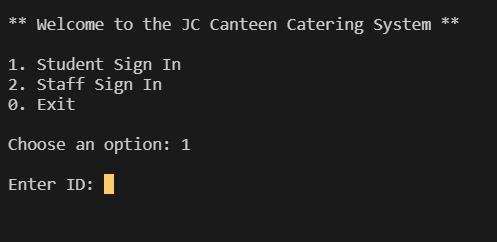 ** Welcome to the JC Canteen Catering System **
1. Student Sign In
2. Staff Sign In
0. Exit
Choose an option: 1
Enter ID: